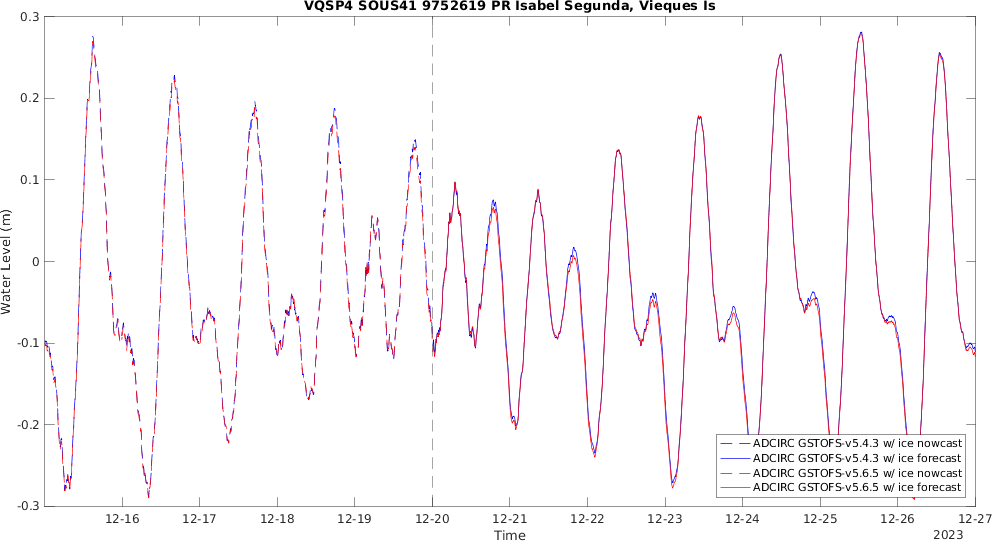 VQSP4 SOUS41 9752619 PR Isabel Segunda, Vieques Is
0.3
0.2
0.1
0
-0.1
-0.2
-0.3
Water Level (m)
12-16
12-17
12-18
12-19
12-20
12-21
12-22
12-23
12-24
12-25
12-26
12-27
Time
2023
ADCIRC GSTOFS-v5.4.3 w/ ice nowcast
ADCIRC GSTOFS-v5.4.3 w/ ice forecast
ADCIRC GSTOFS-v5.6.5 w/ ice nowcast
ADCIRC GSTOFS-v5.6.5 w/ ice forecast